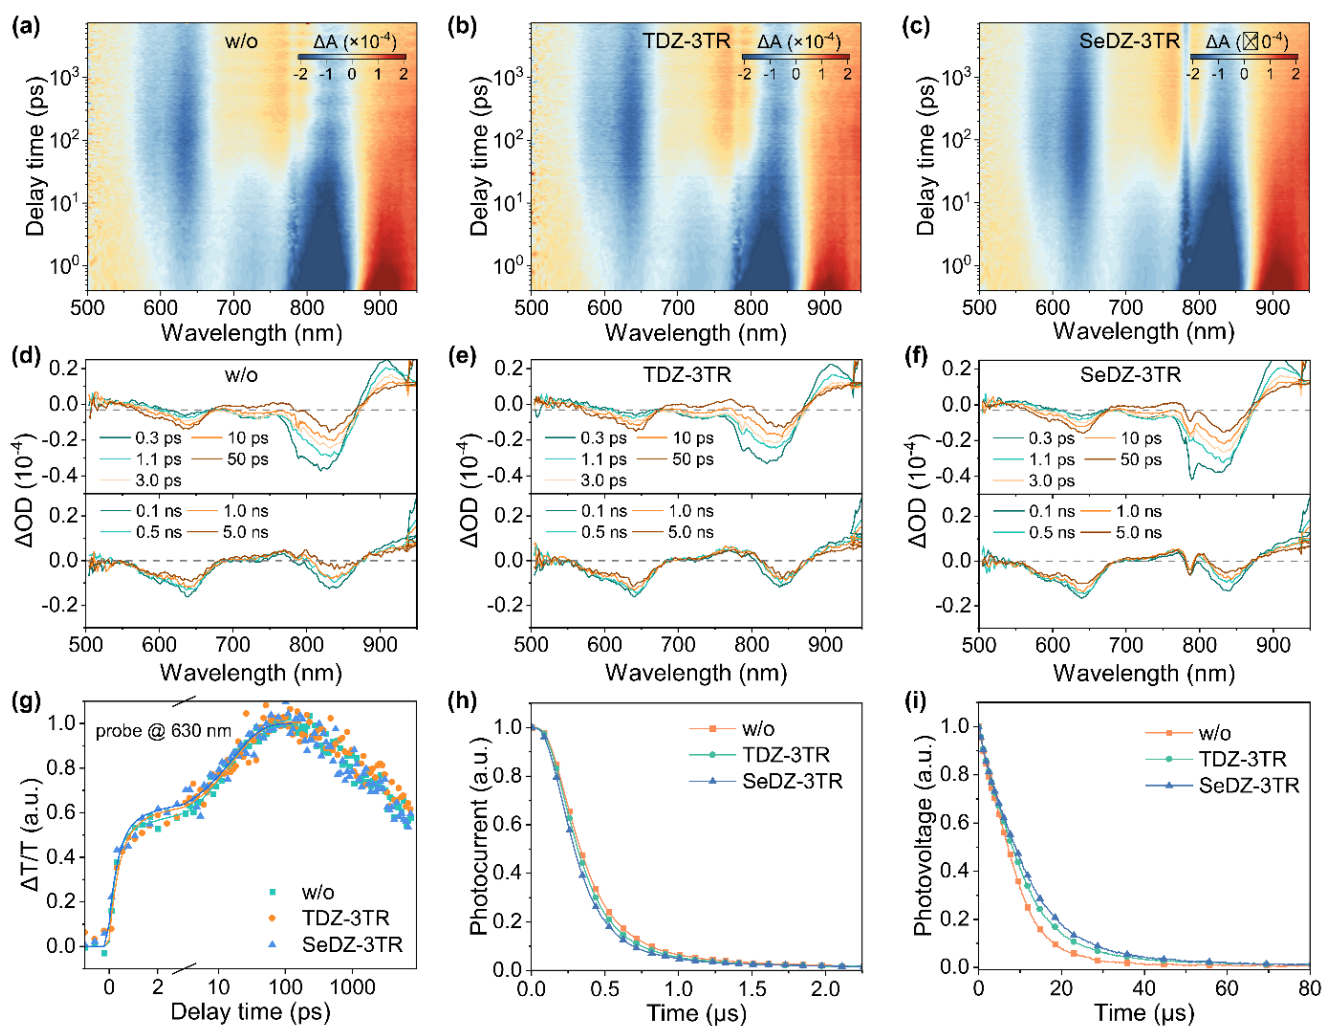 (a)
w/o
ΔA (×10⁻⁴)
-2 -1 0 1 2
10³
10²
10¹
10⁰
Delay time (ps)
500 600 700 800 900
Wavelength (nm)
(b)
TDZ-3TR
ΔA (×10⁻⁴)
-2 -1 0 1 2
10³
10²
10¹
10⁰
Delay time (ps)
500 600 700 800 900
Wavelength (nm)
(c)
SeDZ-3TR
ΔA (☒0⁻⁴)
-2 -1 0 1 2
10³
10²
10¹
10⁰
Delay time (ps)
500 600 700 800 900
Wavelength (nm)
(d)
w/o
0.2
0.0
-0.2
-0.4
0.3 ps 10 ps
1.1 ps 50 ps
3.0 ps
ΔOD (10⁻⁴)
0.2
0.0
-0.2
0.1 ns 1.0 ns
0.5 ns 5.0 ns
ΔOD
500 600 700 800 900
Wavelength (nm)
(e)
TDZ-3TR
0.2
0.0
-0.2
-0.4
0.3 ps 10 ps
1.1 ps 50 ps
3.0 ps
ΔOD (10⁻⁴)
0.2
0.0
-0.2
0.1 ns 1.0 ns
0.5 ns 5.0 ns
ΔOD
500 600 700 800 900
Wavelength (nm)
(f)
SeDZ-3TR
0.2
0.0
-0.2
-0.4
0.3 ps 10 ps
1.1 ps 50 ps
3.0 ps
ΔOD (10⁻⁴)
0.2
0.0
-0.2
0.1 ns 1.0 ns
0.5 ns 5.0 ns
ΔOD
500 600 700 800 900
Wavelength (nm)
(g)
probe @ 630 nm
1.0
0.8
0.6
0.4
0.2
0.0
ΔT/T (a.u.)
w/o
TDZ-3TR
SeDZ-3TR
0 2 10 100 1000
Delay time (ps)
(h)
w/o
TDZ-3TR
SeDZ-3TR
1.0
0.8
0.6
0.4
0.2
0.0
Photocurrent (a.u.)
0.0 0.5 1.0 1.5 2.0
Time (μs)
(i)
w/o
TDZ-3TR
SeDZ-3TR
1.0
0.8
0.6
0.4
0.2
0.0
Photovoltage (a.u.)
0 20 40 60 80
Time (μs)